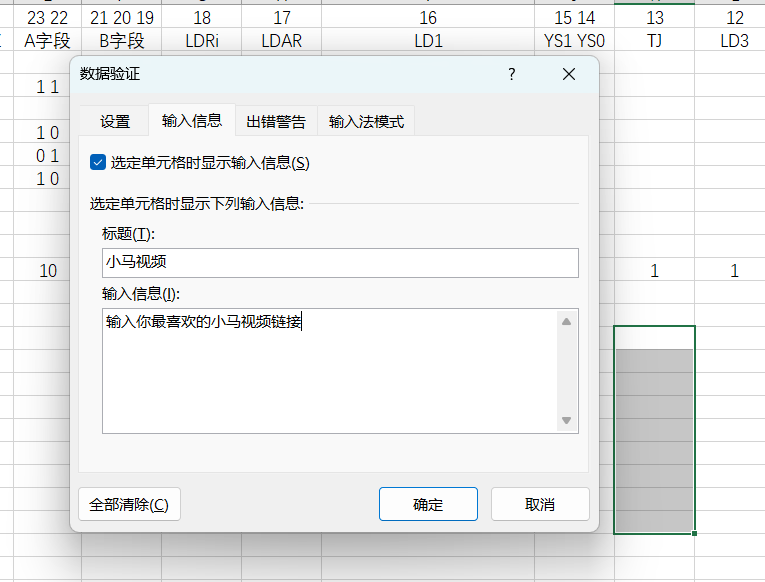 23 22 21 20 19 18 17 16 15 14 13 12
A字段 B字段 LDRi LDAR LD1 YS1 YS0 TJ LD3
数据验证 ?
1 1
设置 输入信息 出错警告 输入法模式
1 0
0 1
选定单元格时显示输入信息(S)
1 0
选定单元格时显示下列输入信息:
标题(T):
小马视频
10 1 1
输入信息(I):
输入你最喜欢的小马视频链接
全部清除(C) 确定 取消